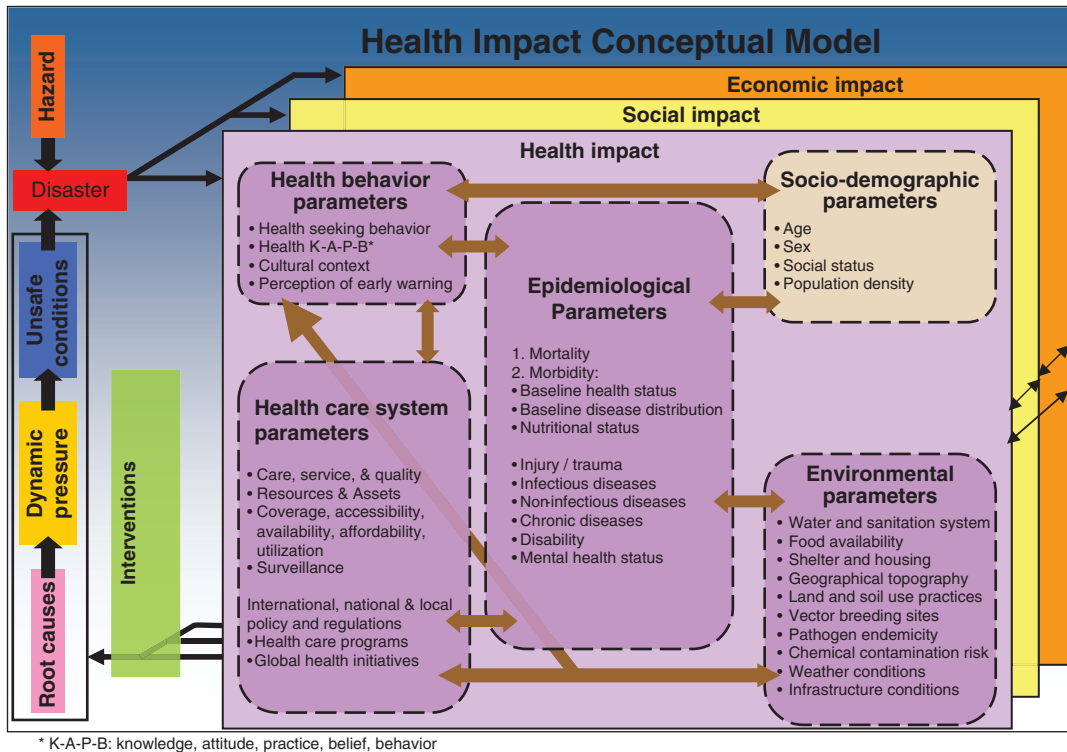 Health Impact Conceptual Model
Hazard
Disaster
Unsafe
conditions
Dynamic
pressure
Root causes
Interventions
Economic impact
Social impact
Health impact
Health behavior
parameters
• Health seeking behavior
• Health K-A-P-B*
• Cultural context
• Perception of early warning
Health care system
parameters
• Care, service, & quality
• Resources & Assets
• Coverage, accessibility,
availability, affordability,
utilization
• Surveillance
International, national & local
policy and regulations
• Health care programs
• Global health initiatives
Epidemiological
Parameters
1. Mortality
2. Morbidity:
• Baseline health status
• Baseline disease distribution
• Nutritional status
• Injury / trauma
• Infectious diseases
• Non-infectious diseases
• Chronic diseases
• Disability
• Mental health status
Socio-demographic
parameters
• Age
• Sex
• Social status
• Population density
Environmental
parameters
• Water and sanitation system
• Food availability
• Shelter and housing
• Geographical topography
• Land and soil use practices
• Vector breeding sites
• Pathogen endemicity
• Chemical contamination risk
• Weather conditions
• Infrastructure conditions
* K-A-P-B: knowledge, attitude, practice, belief, behavior